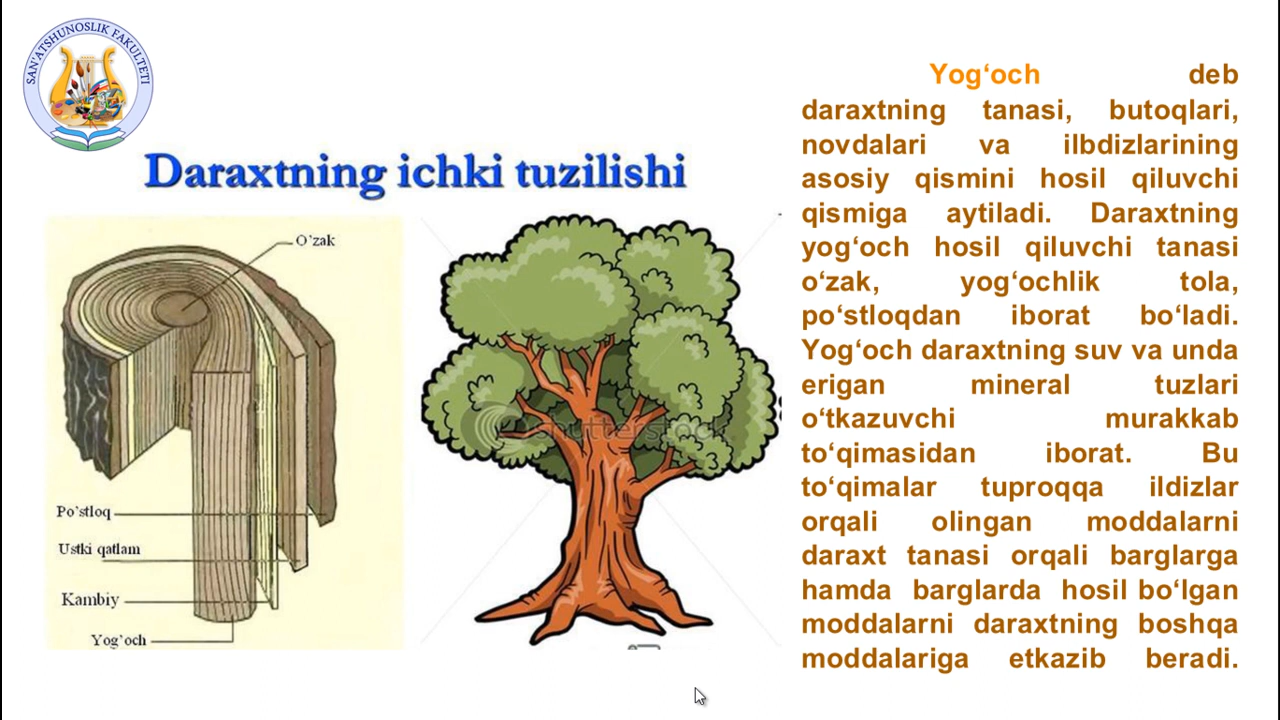 SAN'ATSHUNOSLIK FAKULTETI
Daraxtning ichki tuzilishi
O'zak
Po'stloq
Ustki qatlam
Kambiy
Yog'och
shutterstock
Yog‘och deb
daraxtning tanasi, butoqlari,
novdalari va ilbdizlarining
asosiy qismini hosil qiluvchi
qismiga aytiladi. Daraxtning
yog‘och hosil qiluvchi tanasi
o‘zak, yog‘ochlik tola,
po‘stloqdan iborat bo‘ladi.
Yog‘och daraxtning suv va unda
erigan mineral tuzlari
o‘tkazuvchi murakkab
to‘qimasidan iborat. Bu
to‘qimalar tuproqqa ildizlar
orqali olingan moddalarni
daraxt tanasi orqali barglarga
hamda barglarda hosil bo‘lgan
moddalarni daraxtning boshqa
moddalariga etkazib beradi.